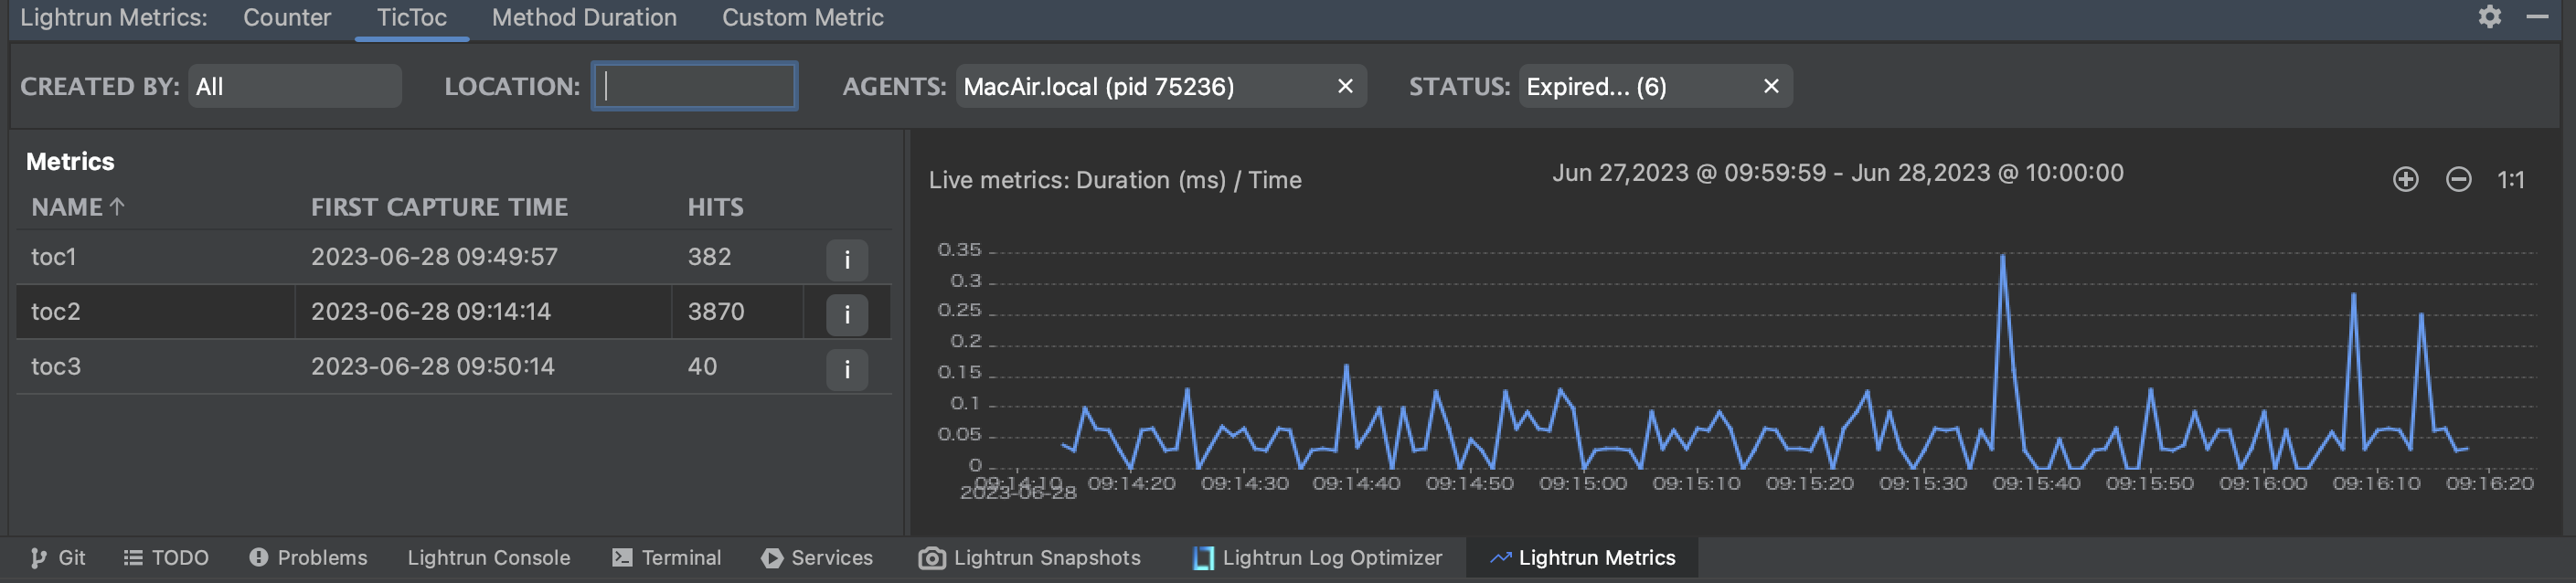 Lightrun Metrics: Counter TicToc Method Duration Custom Metric
CREATED BY: All LOCATION: AGENTS: MacAir.local (pid 75236) × STATUS: Expired... (6) ×
Metrics
NAME ↑ FIRST CAPTURE TIME HITS
toc1 2023-06-28 09:49:57 382 i
toc2 2023-06-28 09:14:14 3870 i
toc3 2023-06-28 09:50:14 40 i
Live metrics: Duration (ms) / Time Jun 27,2023 @ 09:59:59 - Jun 28,2023 @ 10:00:00 1:1
0.35
0.3
0.25
0.2
0.15
0.1
0.05
0
09:14:10 09:14:20 09:14:30 09:14:40 09:14:50 09:15:00 09:15:10 09:15:20 09:15:30 09:15:40 09:15:50 09:16:00 09:16:10 09:16:20
2023-06-28
Git TODO Problems Lightrun Console Terminal Services Lightrun Snapshots Lightrun Log Optimizer Lightrun Metrics